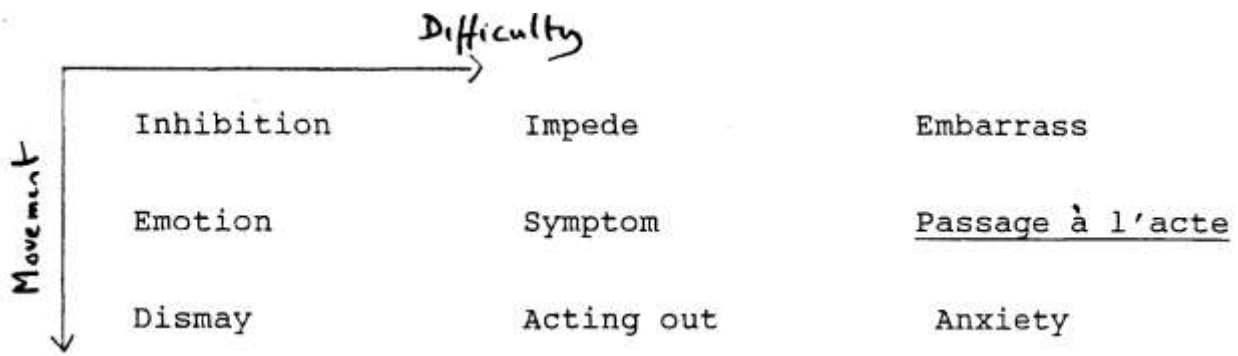 Difficulty
Inhibition Impede Embarrass
Movement
Emotion Symptom Passage à l'acte
Dismay Acting out Anxiety